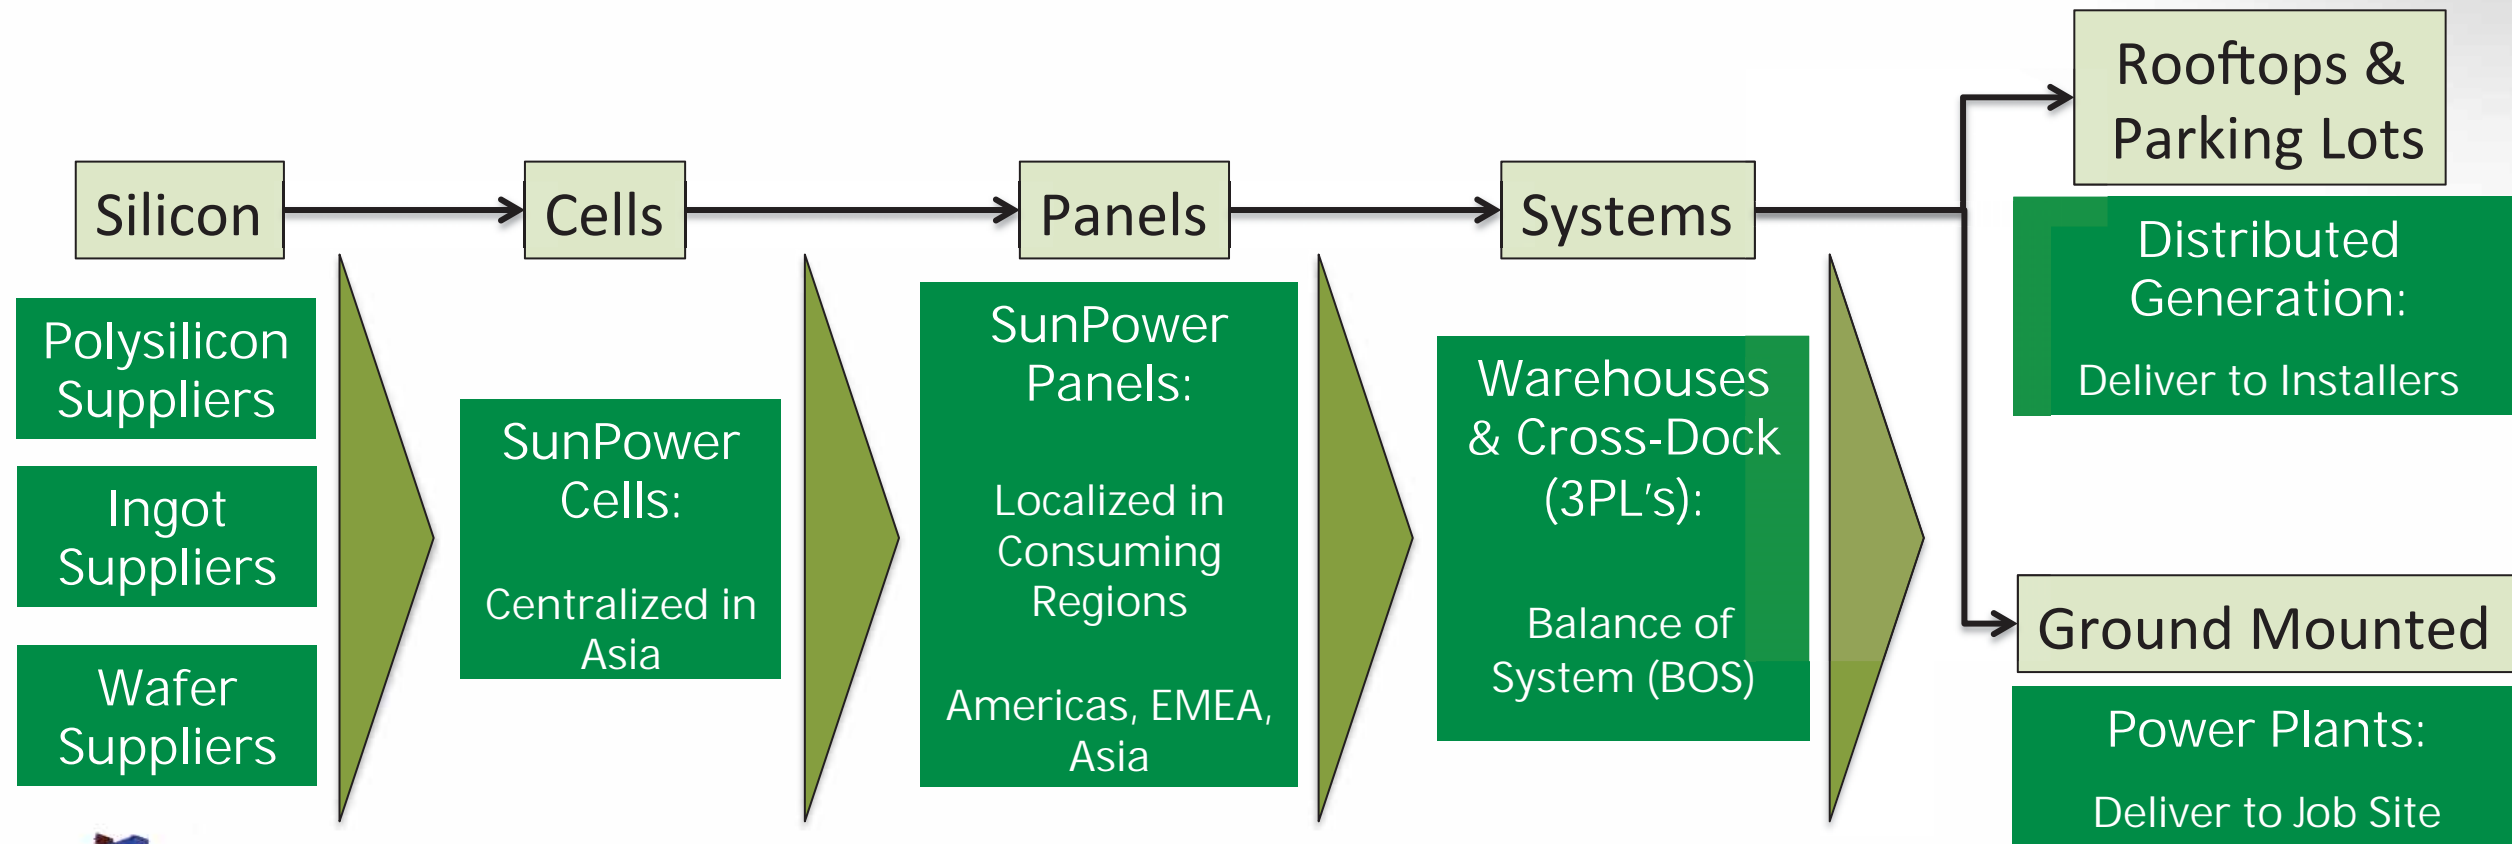 Rooftops &
Parking Lots
Silicon
Cells
Panels
Systems
Polysilicon
Suppliers
Ingot
Suppliers
Wafer
Suppliers
SunPower
Cells:
Centralized in
Asia
SunPower
Panels:
Localized in
Consuming
Regions
Americas, EMEA,
Asia
Warehouses
& Cross-Dock
(3PL's):
Balance of
System (BOS)
Distributed
Generation:
Deliver to Installers
Ground Mounted
Power Plants:
Deliver to Job Site